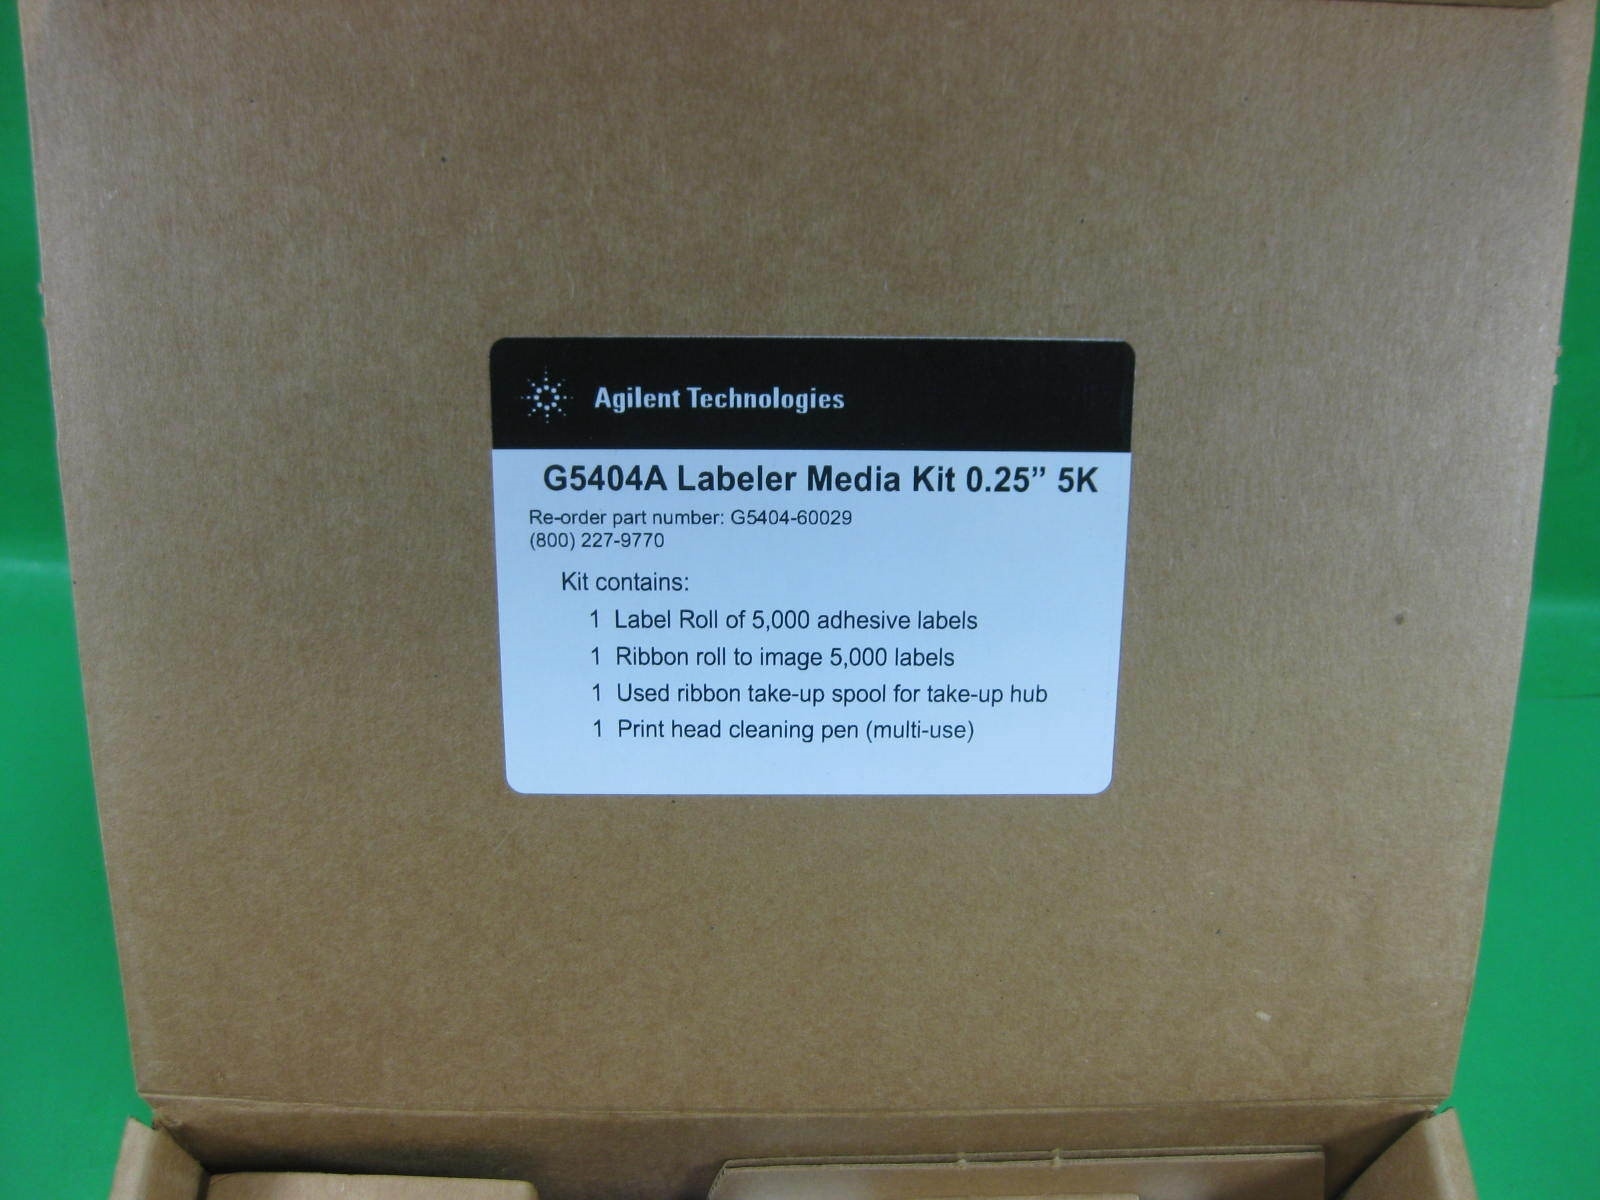 Agilent Technologies
G5404A Labeler Media Kit 0.25” 5K
Re-order part number: G5404-60029
(800) 227-9770
Kit contains:
1 Label Roll of 5,000 adhesive labels
1 Ribbon roll to image 5,000 labels
1 Used ribbon take-up spool for take-up hub
1 Print head cleaning pen (multi-use)